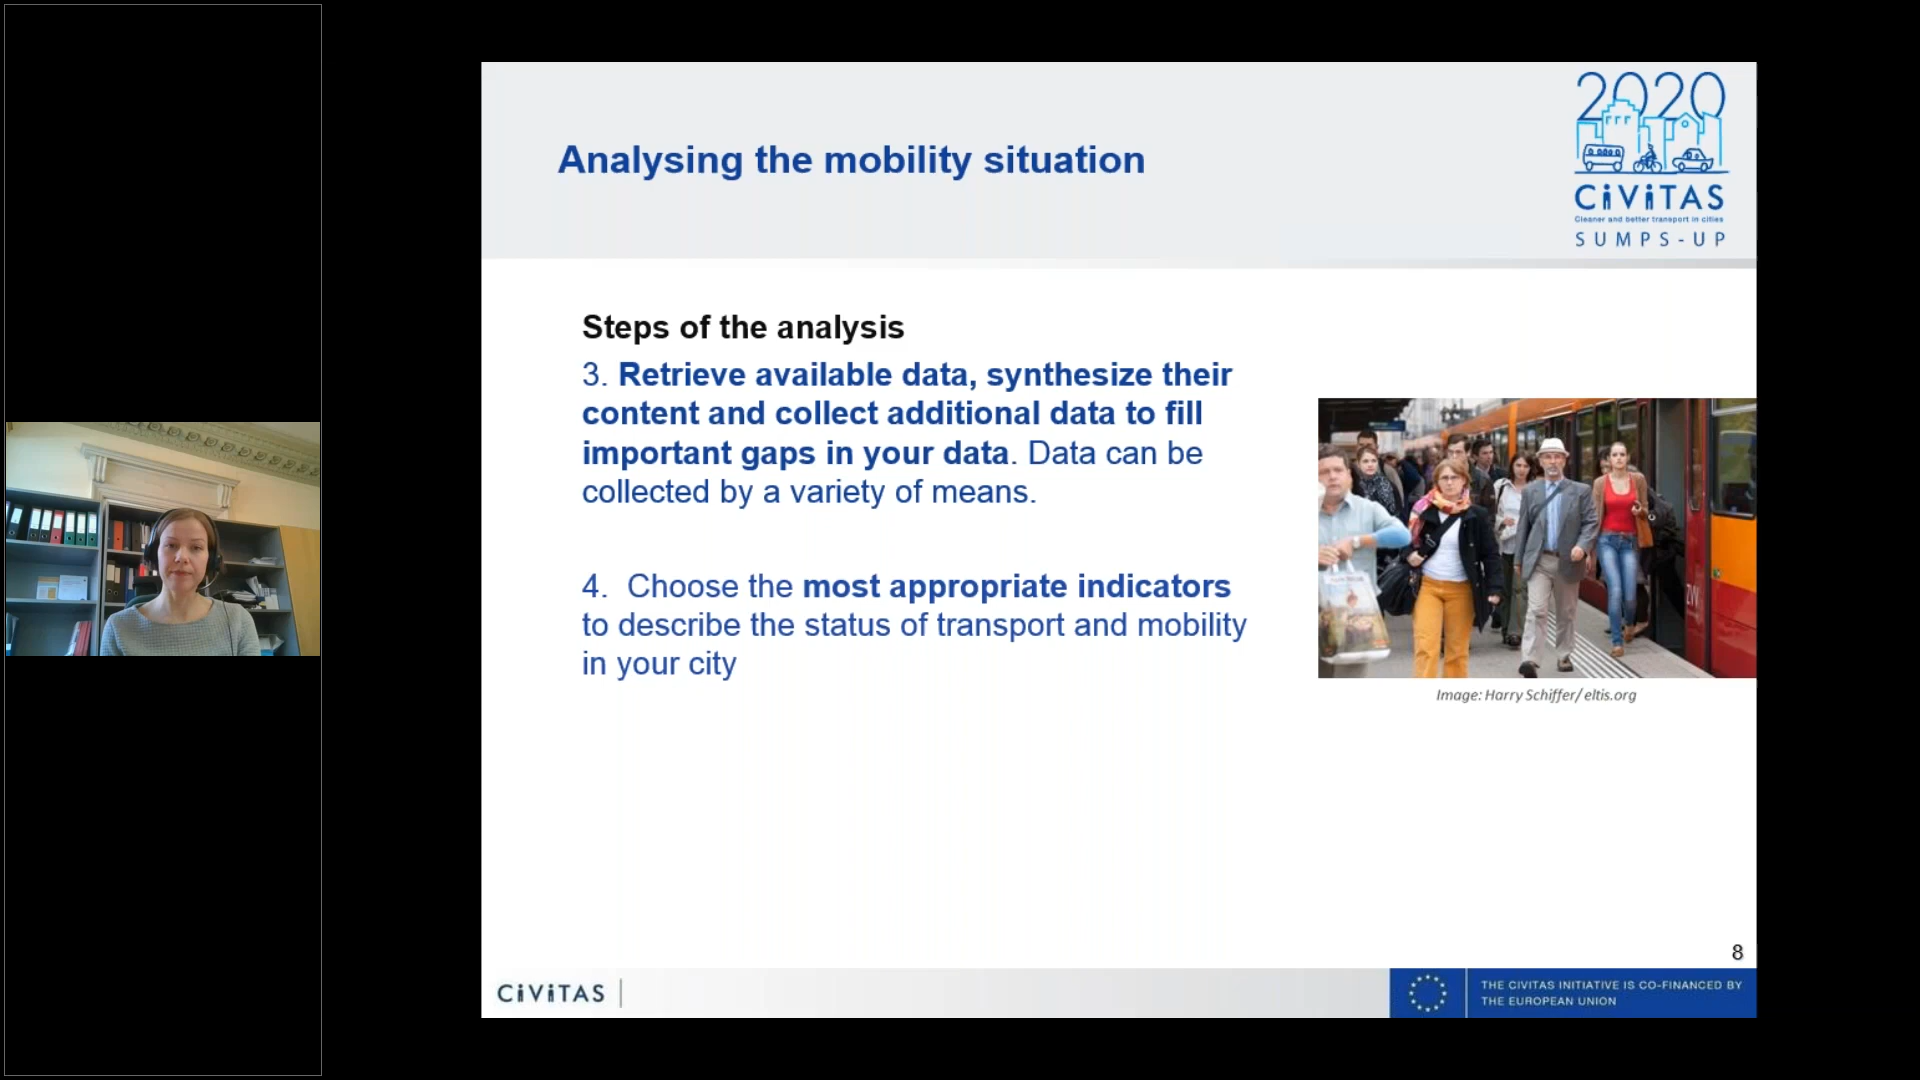 Analysing the mobility situation
2020
CiViTAS
Cleaner and better transport in cities
SUMPS-UP
Steps of the analysis
3. Retrieve available data, synthesize their
content and collect additional data to fill
important gaps in your data. Data can be
collected by a variety of means.
4. Choose the most appropriate indicators
to describe the status of transport and mobility
in your city
Image: Harry Schiffer/ eltis.org
8
CiViTAS
THE CIVITAS INITIATIVE IS CO-FINANCED BY
THE EUROPEAN UNION